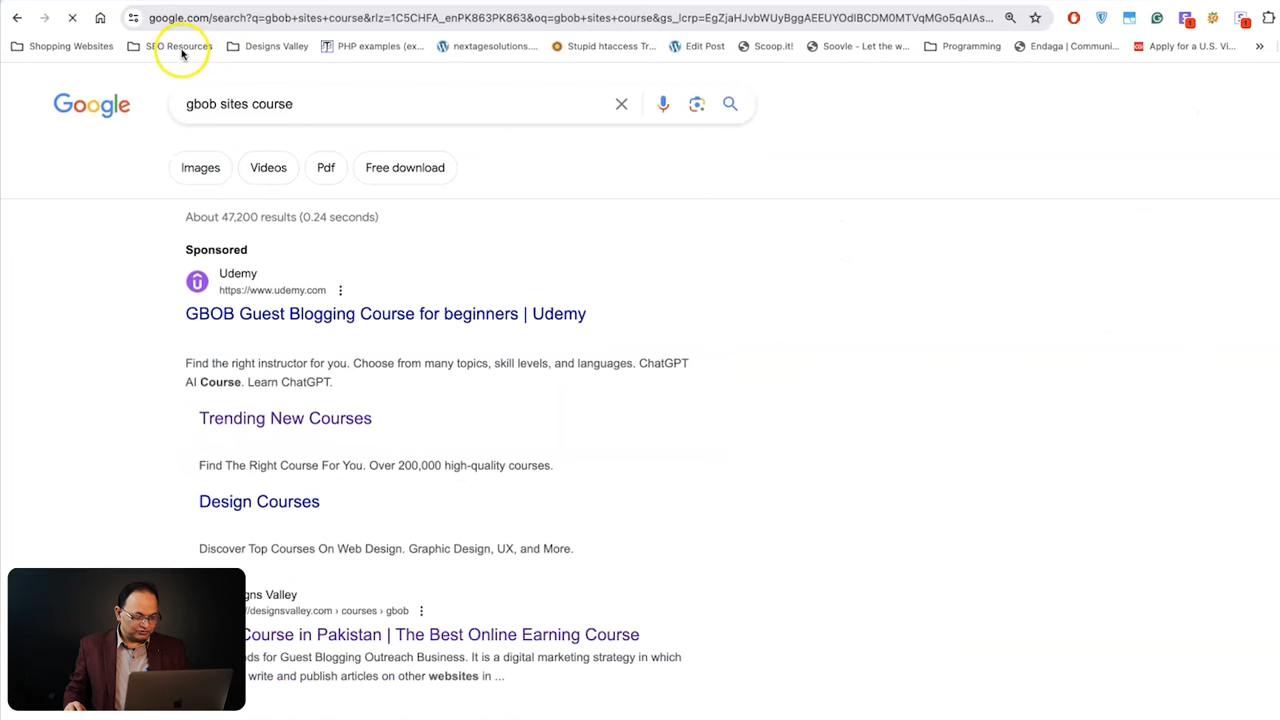 google.com/search?q=gbob+sites+course&rlz=1C5CHFA_enPK863PK863&oq=gbob+sites+course&gs_lcrp=EgZjaHJvbWUyBggAEEUYOdIBCDM0MTVqMGo5qAIAs...
Shopping Websites SEO Resources Designs Valley PHP examples (ex... nextagesolutions.... Stupid htaccess Tr... Edit Post Scoop.it! Soovle - Let the w... Programming Endaga | Communi... Apply for a U.S. Vi... »
Google gbob sites course
Images Videos Pdf Free download
About 47,200 results (0.24 seconds)
Sponsored
Udemy
https://www.udemy.com
GBOB Guest Blogging Course for beginners | Udemy
Find the right instructor for you. Choose from many topics, skill levels, and languages. ChatGPT
AI Course. Learn ChatGPT.
Trending New Courses
Find The Right Course For You. Over 200,000 high-quality courses.
Design Courses
Discover Top Courses On Web Design. Graphic Design, UX, and More.
gns Valley
//designsvalley.com › courses › gbob
Course in Pakistan | The Best Online Earning Course
nds for Guest Blogging Outreach Business. It is a digital marketing strategy in which
write and publish articles on other websites in ...